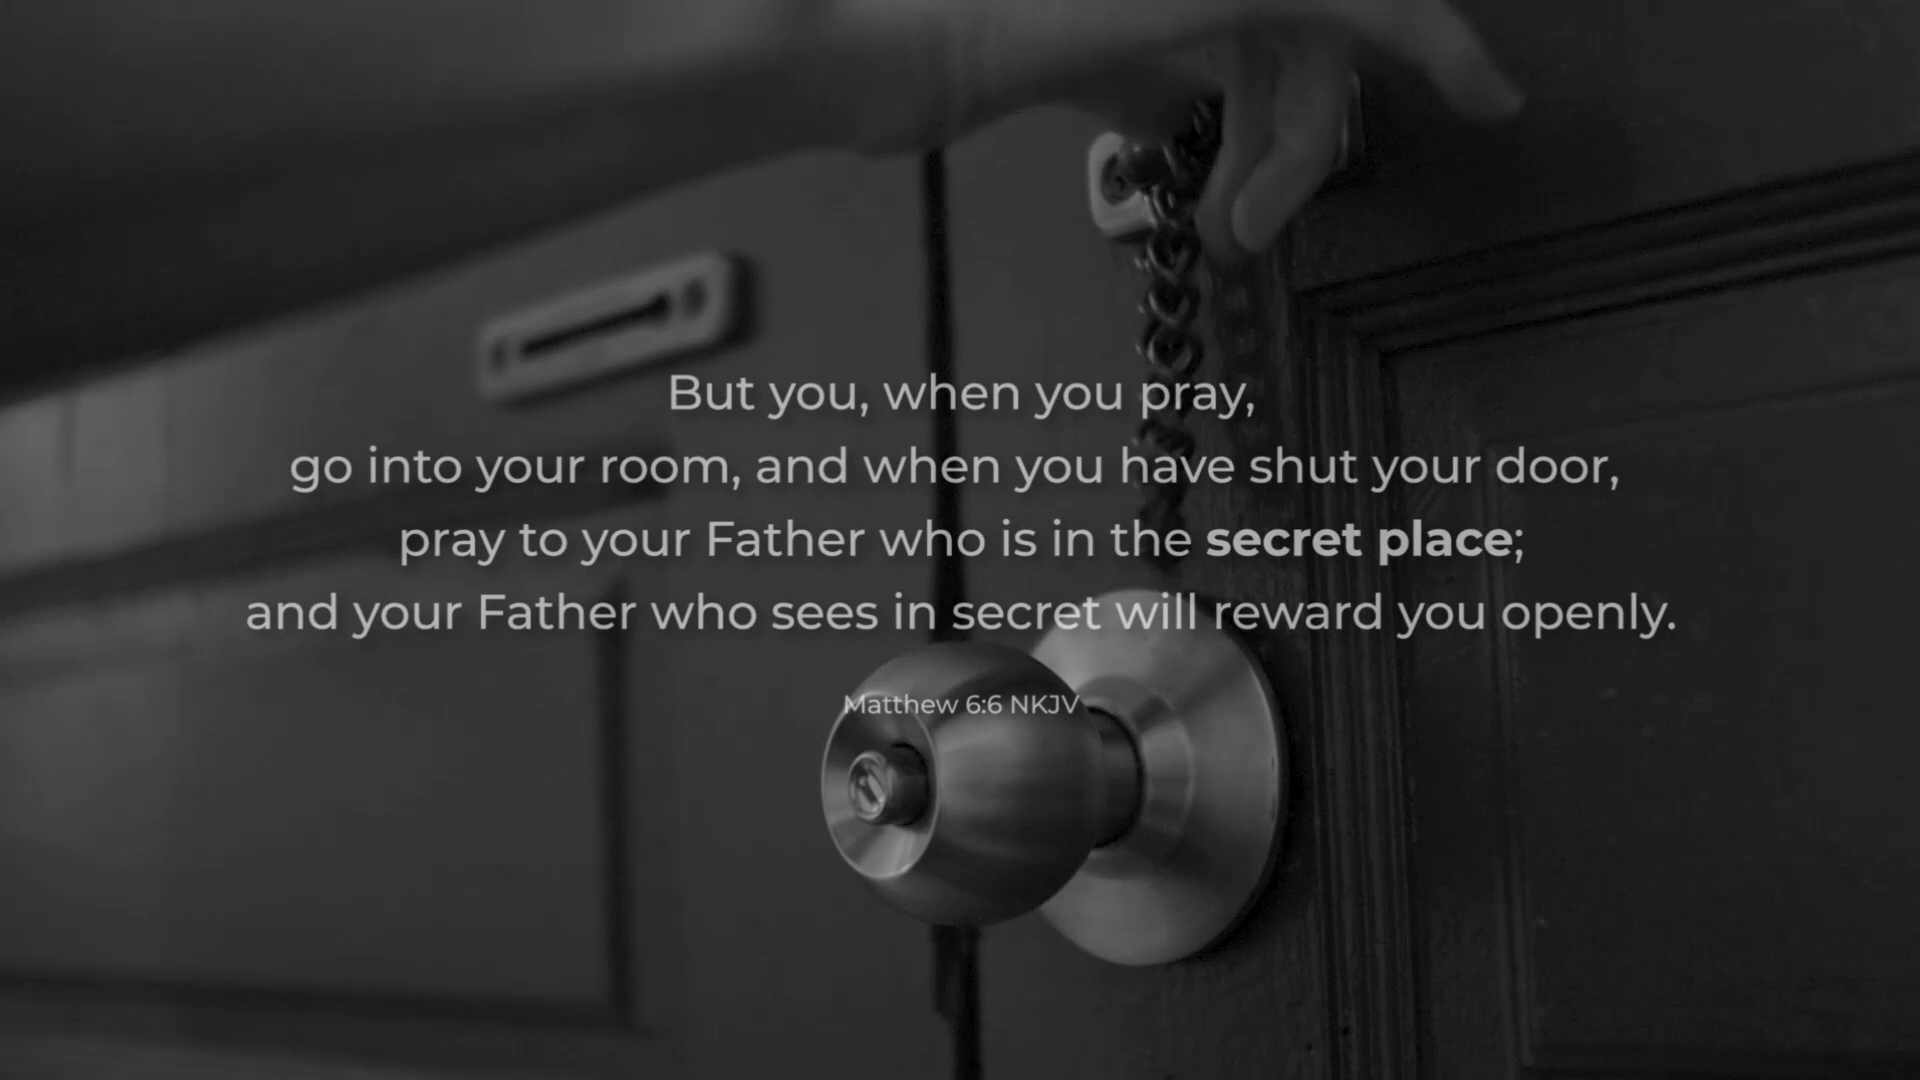 But you, when you pray,
go into your room, and when you have shut your door,
pray to your Father who is in the secret place;
and your Father who sees in secret will reward you openly.
Matthew 6:6 NKJV